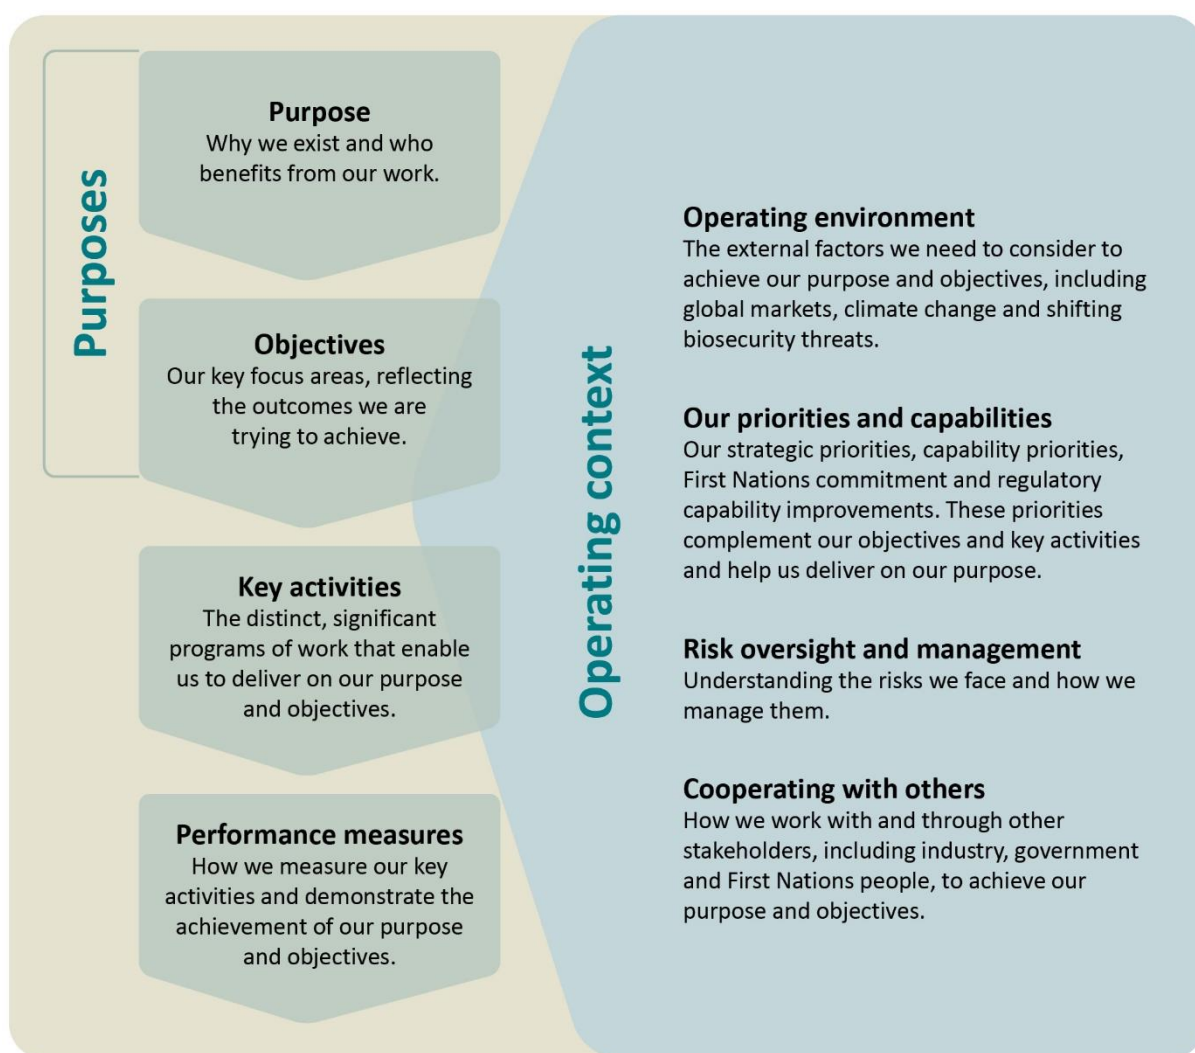 Purposes
Purpose
Why we exist and who
benefits from our work.
Objectives
Our key focus areas, reflecting
the outcomes we are
trying to achieve.
Key activities
The distinct, significant
programs of work that enable
us to deliver on our purpose
and objectives.
Performance measures
How we measure our key
activities and demonstrate the
achievement of our purpose
and objectives.
Operating context
Operating environment
The external factors we need to consider to
achieve our purpose and objectives, including
global markets, climate change and shifting
biosecurity threats.
Our priorities and capabilities
Our strategic priorities, capability priorities,
First Nations commitment and regulatory
capability improvements. These priorities
complement our objectives and key activities
and help us deliver on our purpose.
Risk oversight and management
Understanding the risks we face and how we
manage them.
Cooperating with others
How we work with and through other
stakeholders, including industry, government
and First Nations people, to achieve our
purpose and objectives.